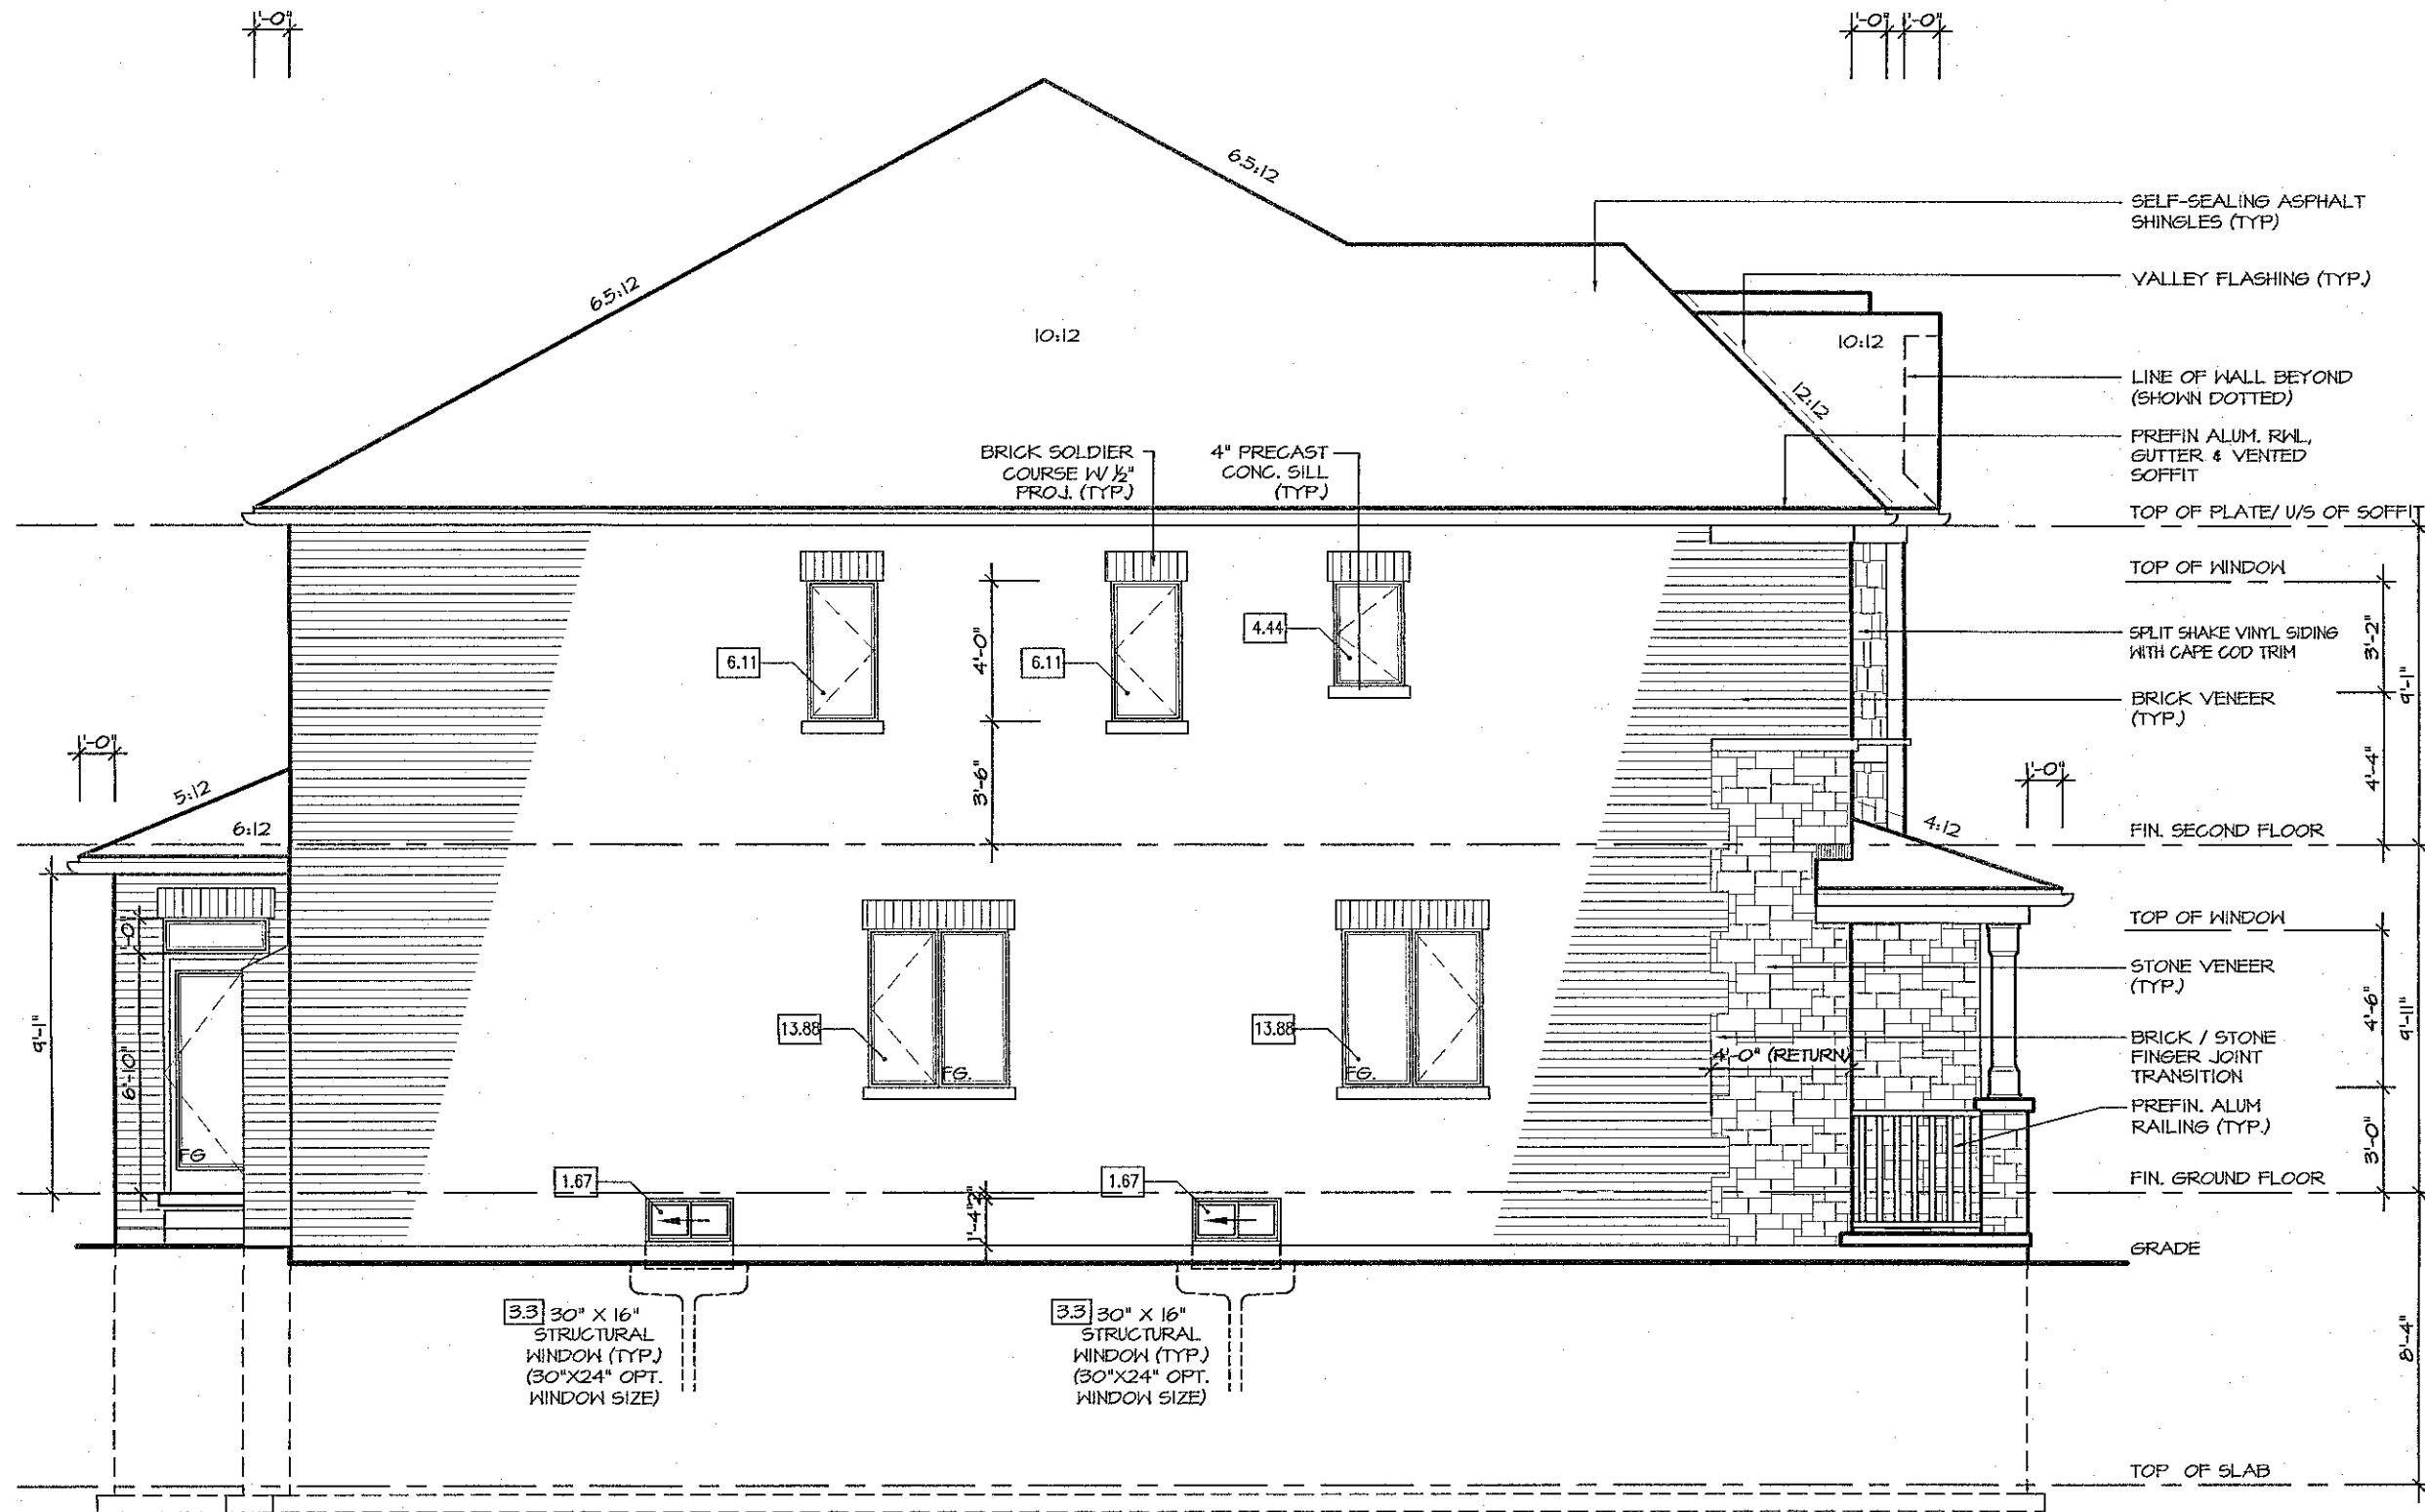 1'-0"
1'-0" 1'-0"
6.5:12
6.5:12
10:12
10:12
12:12
SELF-SEALING ASPHALT
SHINGLES (TYP)
VALLEY FLASHING (TYP.)
LINE OF WALL BEYOND
(SHOWN DOTTED)
PREFIN ALUM. RWL,
GUTTER & VENTED
SOFFIT
BRICK SOLDIER
COURSE W/ ½"
PROJ. (TYP.)
4" PRECAST
CONC. SILL
(TYP.)
TOP OF PLATE/ U/S OF SOFFIT
TOP OF WINDOW
SPLIT SHAKE VINYL SIDING
WITH CAPE COD TRIM
BRICK VENEER
(TYP.)
3'-2"
9'-1"
4'-4"
6.11
4'-0"
6.11
4.44
3'-6"
1'-0"
5:12
6:12
1'-0"
4:12
FIN. SECOND FLOOR
TOP OF WINDOW
STONE VENEER
(TYP.)
BRICK / STONE
FINGER JOINT
TRANSITION
PREFIN. ALUM
RAILING (TYP.)
FIN. GROUND FLOOR
GRADE
4'-6"
9'-11"
3'-0"
8'-4"
9'-1"
1'-0"
6'-10"
FG
13.88
FG.
13.88
FG.
4'-0" (RETURN)
1.67
1.67
2"
1'-4"
3.3 30" X 16"
STRUCTURAL
WINDOW (TYP.)
(30"X24" OPT.
WINDOW SIZE)
3.3 30" X 16"
STRUCTURAL
WINDOW (TYP.)
(30"X24" OPT.
WINDOW SIZE)
TOP OF SLAB